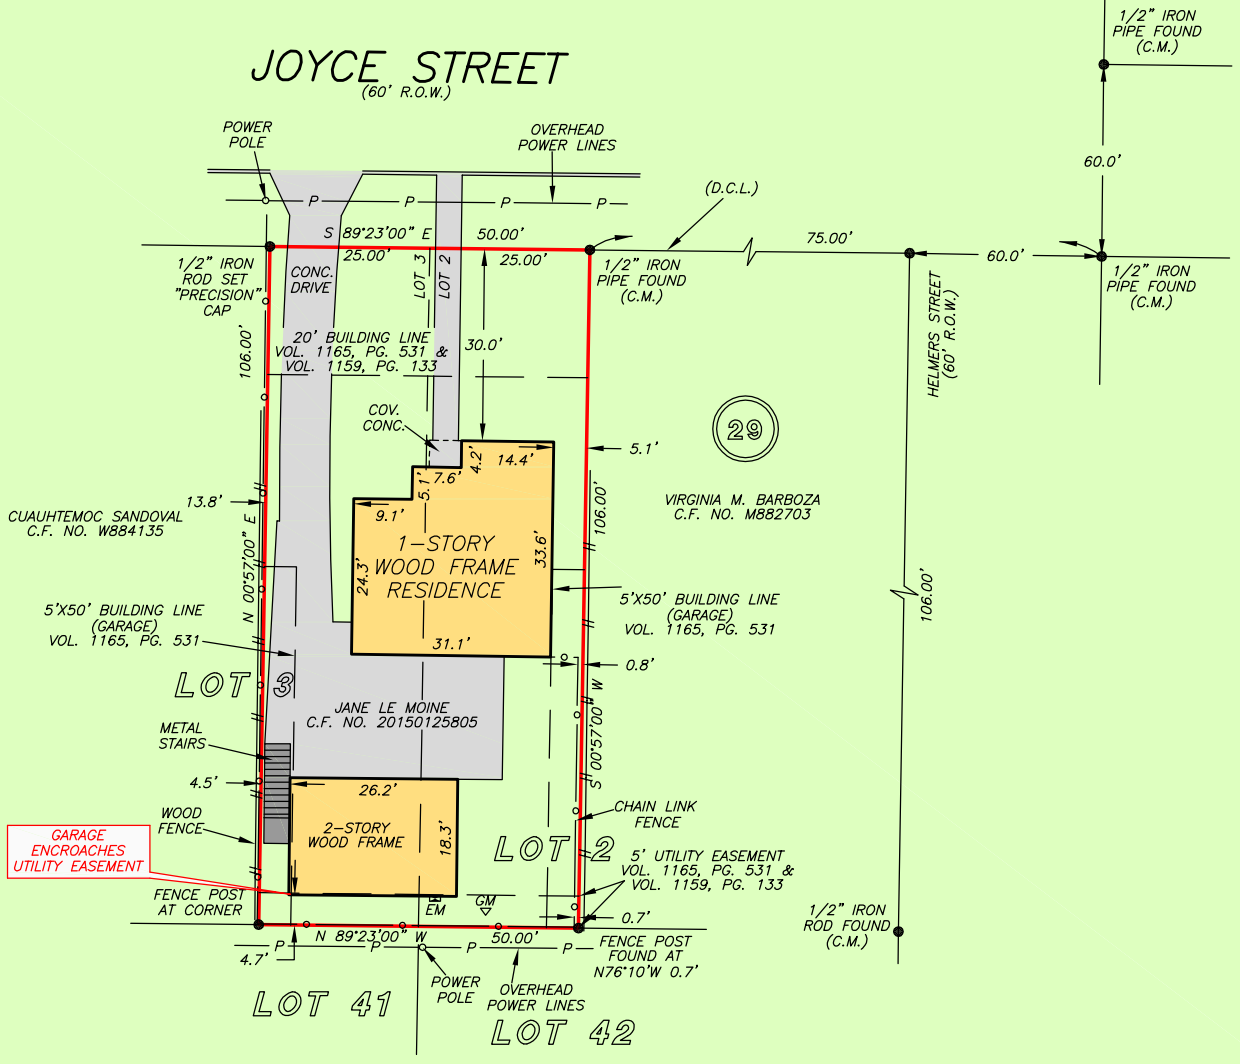 1/2" IRON
PIPE FOUND
(C.M.)
JOYCE STREET
(60' R.O.W.)
POWER
POLE
OVERHEAD
POWER LINES
60.0'
(D.C.L.)
P P P P
S 89°23'00" E 50.00'
75.00'
60.0'
25.00' 25.00'
1/2" IRON
ROD SET
"PRECISION"
CAP
CONC.
DRIVE
LOT 3
LOT 2
1/2" IRON
PIPE FOUND
(C.M.)
1/2" IRON
PIPE FOUND
(C.M.)
HELMERS STREET
(60' R.O.W.)
106.00'
20' BUILDING LINE
VOL. 1165, PG. 531 &
VOL. 1159, PG. 133
30.0'
COV.
CONC.
29
5.1'
4.2'
14.4'
7.6'
5.1'
13.8'
9.1'
CUAUHTEMOC SANDOVAL
C.F. NO. W884135
N 00°57'00" E
VIRGINIA M. BARBOZA
C.F. NO. M882703
106.00'
1-STORY
WOOD FRAME
RESIDENCE
24.3'
33.6'
31.1'
106.00'
5'X50' BUILDING LINE
(GARAGE)
VOL. 1165, PG. 531
5'X50' BUILDING LINE
(GARAGE)
VOL. 1165, PG. 531
0.8'
LOT 3
S 00°57'00" W
JANE LE MOINE
C.F. NO. 20150125805
METAL
STAIRS
4.5'
26.2'
WOOD
FENCE
2-STORY
WOOD FRAME
18.3'
CHAIN LINK
FENCE
GARAGE
ENCROACHES
UTILITY EASEMENT
LOT 2
5' UTILITY EASEMENT
VOL. 1165, PG. 531 &
VOL. 1159, PG. 133
FENCE POST
AT CORNER
EM
GM
0.7'
1/2" IRON
ROD FOUND
(C.M.)
N 89°23'00" W 50.00'
P P P P
4.7'
FENCE POST
FOUND AT
N76°10'W 0.7'
POWER
POLE
OVERHEAD
POWER LINES
LOT 41
LOT 42